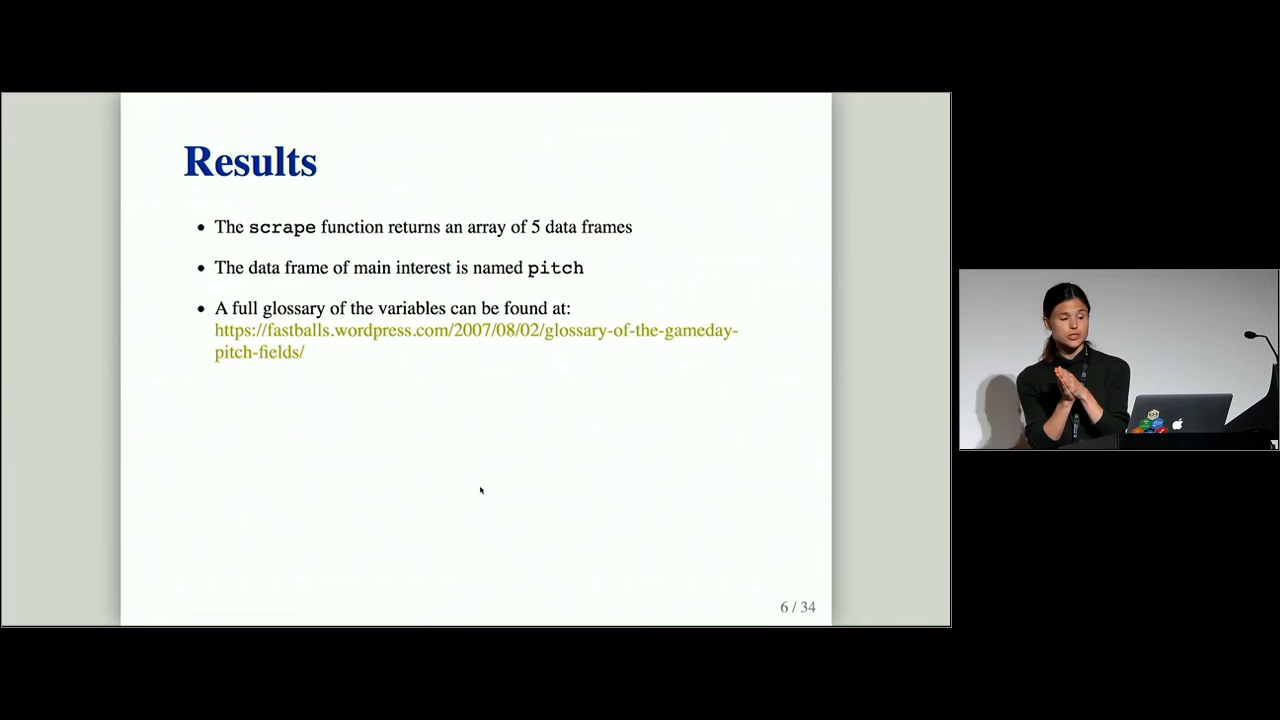 Results
The scrape function returns an array of 5 data frames
The data frame of main interest is named pitch
A full glossary of the variables can be found at:
https://fastballs.wordpress.com/2007/08/02/glossary-of-the-gameday-
pitch-fields/
6 / 34